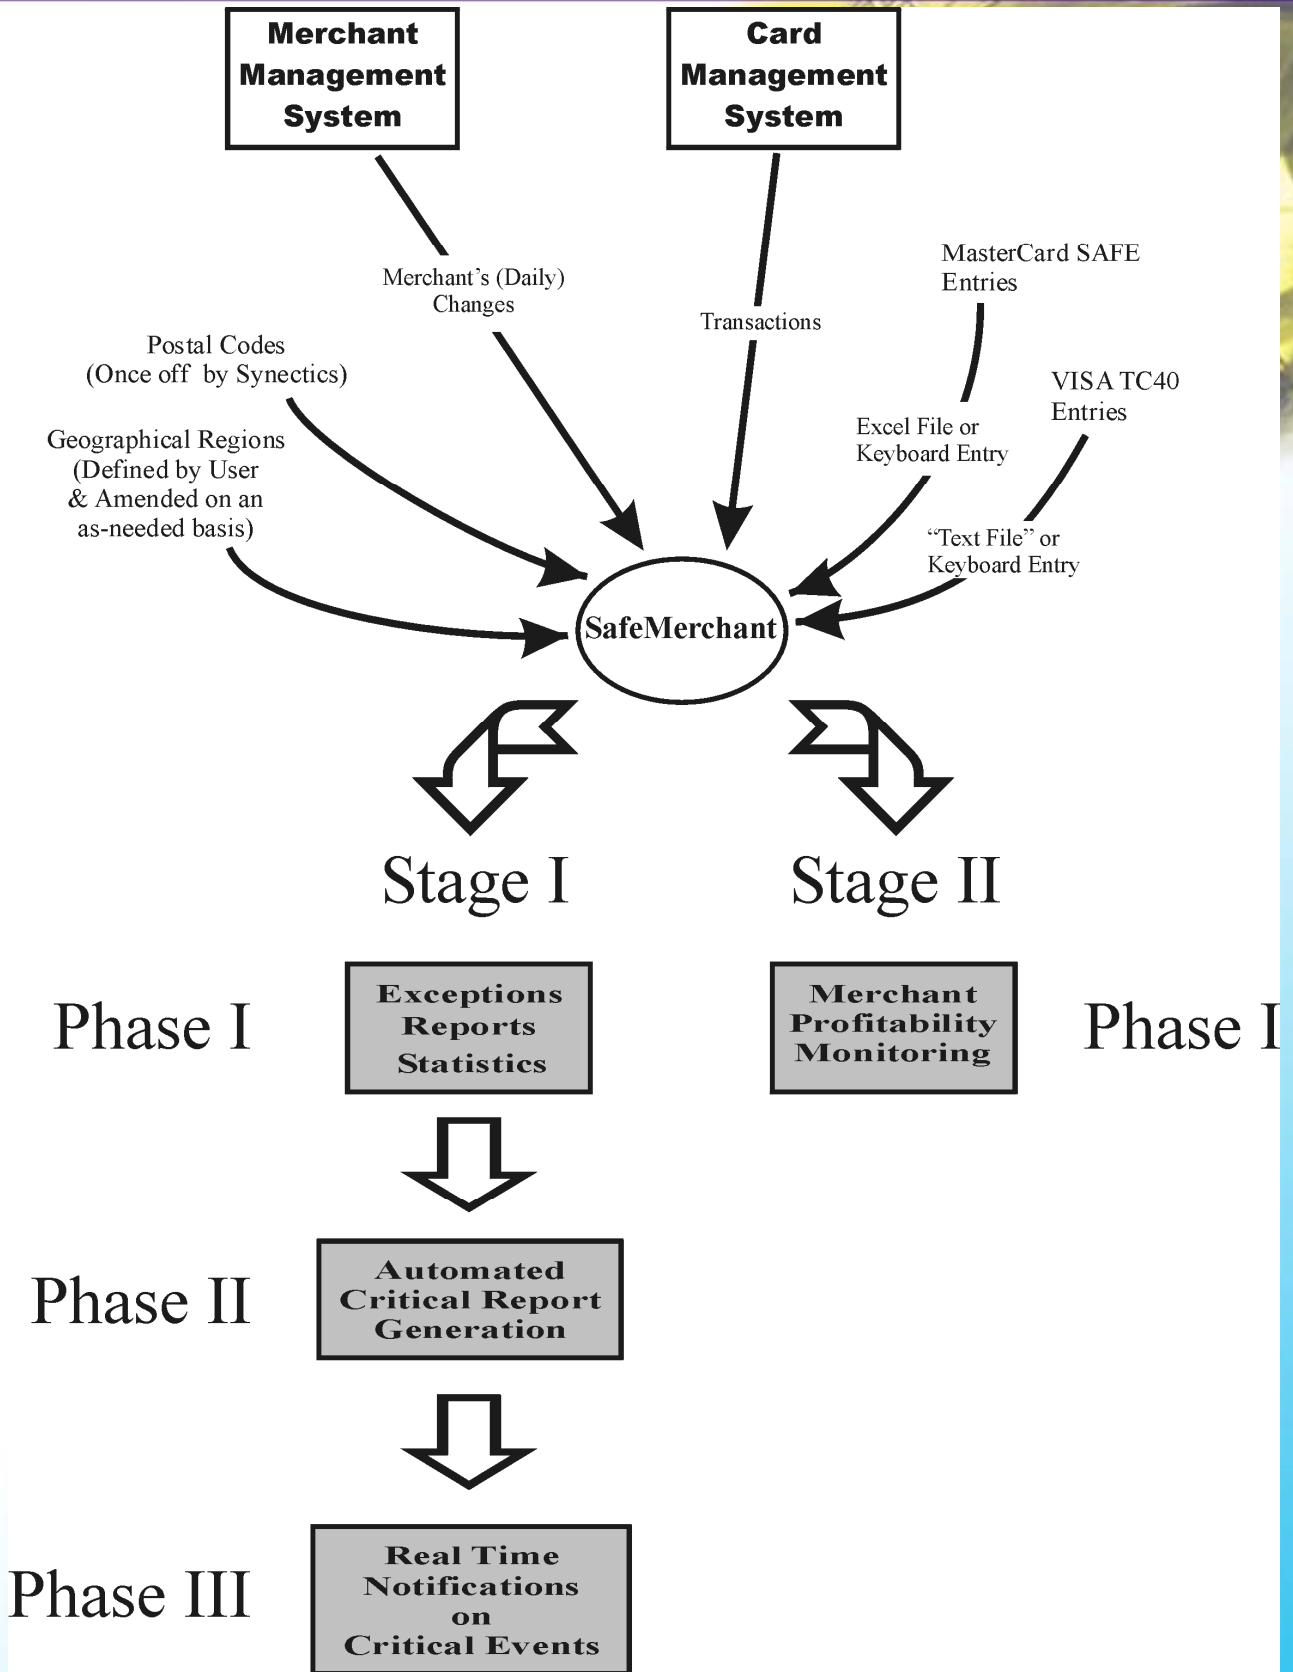 Merchant
Management
System
Card
Management
System
Merchant's (Daily)
Changes
Transactions
MasterCard SAFE
Entries
Postal Codes
(Once off  by Synectics)
VISA TC40
Entries
Geographical Regions
(Defined by User
& Amended on an
as-needed basis)
Excel File or
Keyboard Entry
“Text File” or
Keyboard Entry
SafeMerchant
Stage I
Stage II
Phase I
Exceptions
Reports
Statistics
Merchant
Profitability
Monitoring
Phase I
Phase II
Automated
Critical Report
Generation
Phase III
Real Time
Notifications
on
Critical Events